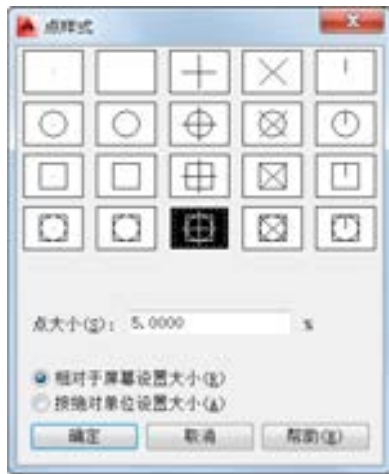 点样式
点大小(S): 5.0000 %
相对于屏幕设置大小(R)
按绝对单位设置大小(A)
确定 取消 帮助(H)